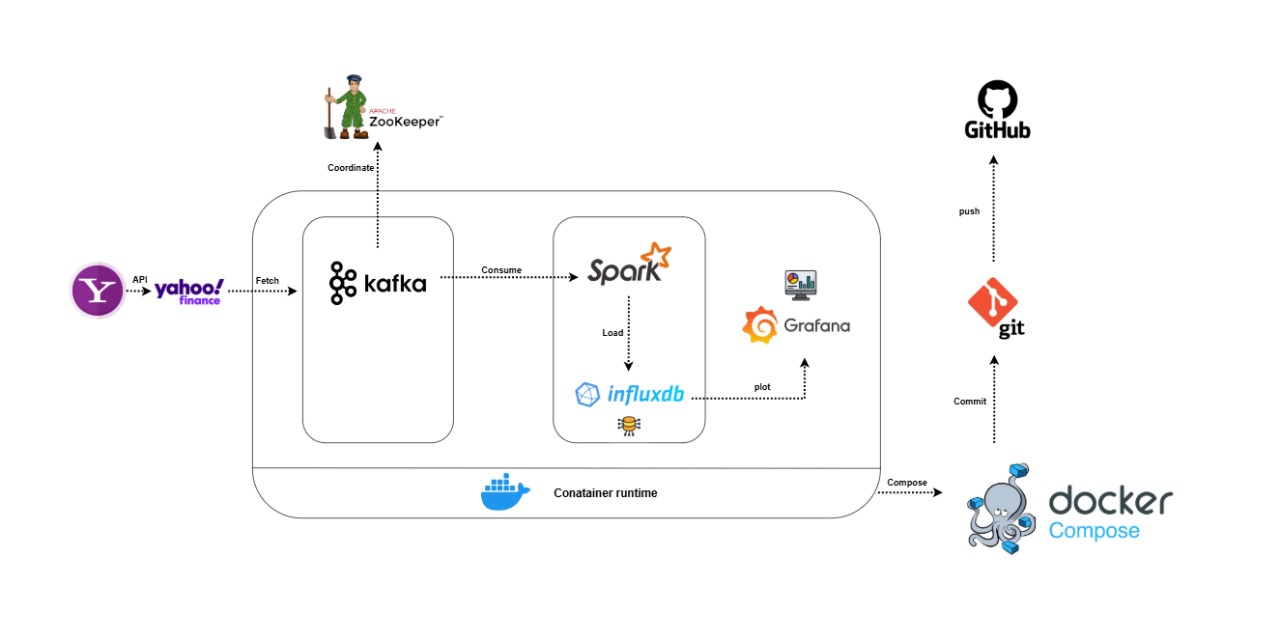 APACHE
ZooKeeper™
GitHub
Coordinate
push
Y
API
yahoo!
finance
Fetch
kafka
Consume
Spark
Grafana
git
Load
influxdb
plot
Commit
Conatainer runtime
Compose
docker
Compose